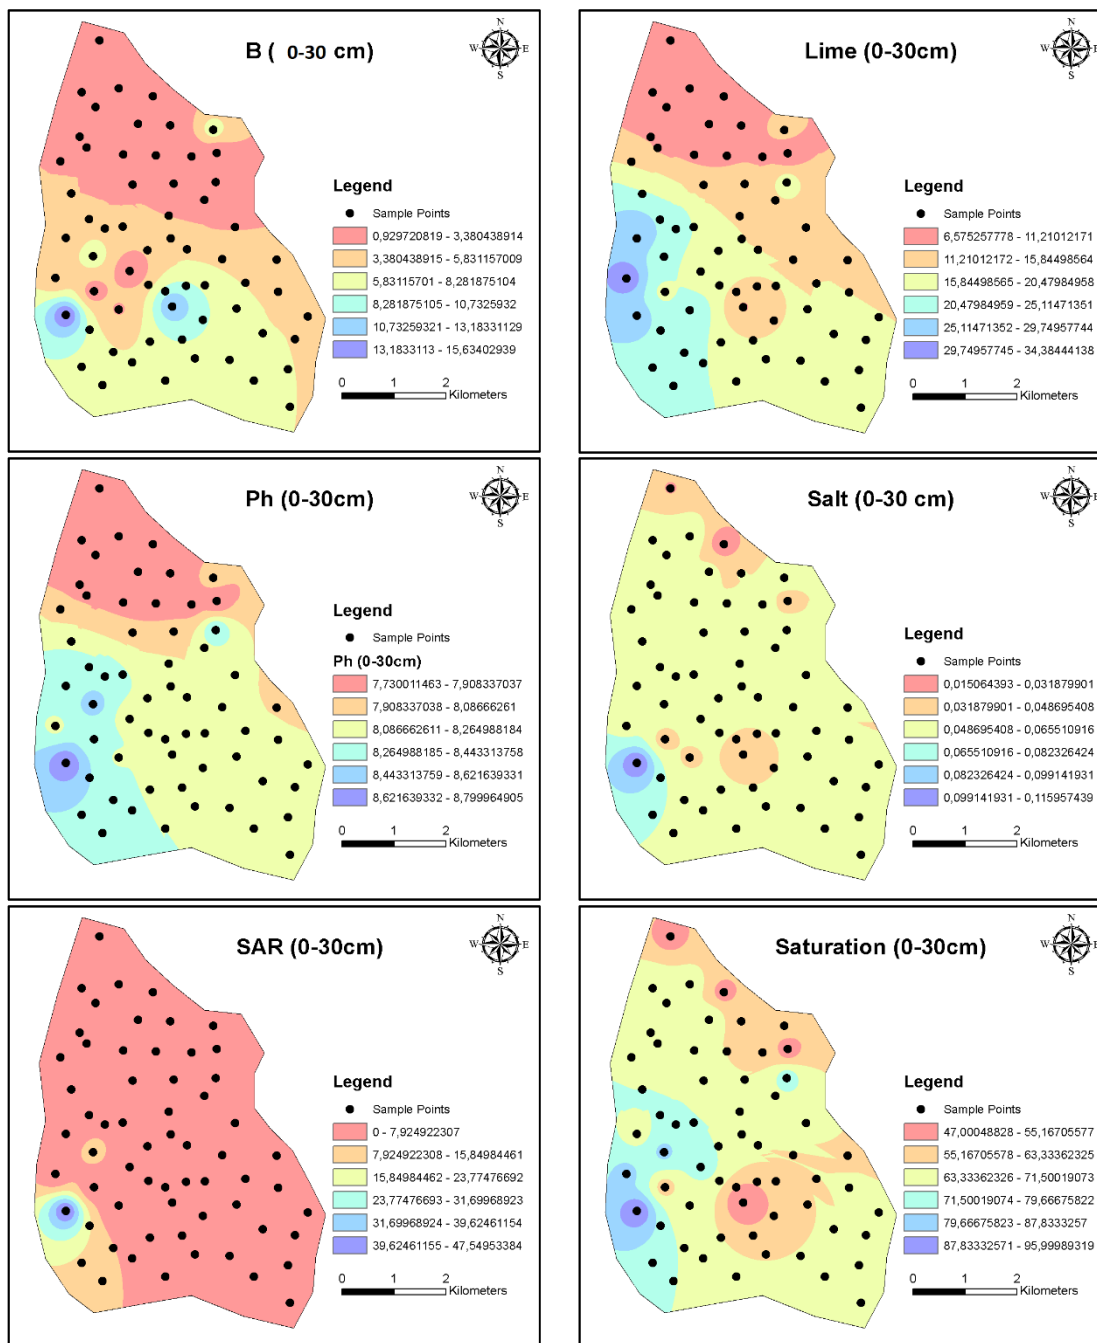 B ( 0-30 cm)
N
W
E
S
Legend
Sample Points
0,929720819 - 3,380438914
3,380438915 - 5,831157009
5,83115701 - 8,281875104
8,281875105 - 10,7325932
10,73259321 - 13,18331129
13,1833113 - 15,63402939
0 1 2
Kilometers
Lime (0-30cm)
N
W
E
S
Legend
Sample Points
6,575257778 - 11,21012171
11,21012172 - 15,84498564
15,84498565 - 20,47984958
20,47984959 - 25,11471351
25,11471352 - 29,74957744
29,74957745 - 34,38444138
0 1 2
Kilometers
Ph (0-30cm)
N
W
E
S
Legend
Sample Points
Ph (0-30cm)
7,730011463 - 7,908337037
7,908337038 - 8,08666261
8,086662611 - 8,264988184
8,264988185 - 8,443313758
8,443313759 - 8,621639331
8,621639332 - 8,799964905
0 1 2
Kilometers
Salt (0-30 cm)
N
W
E
S
Legend
Sample Points
0,015064393 - 0,031879901
0,031879901 - 0,048695408
0,048695408 - 0,065510916
0,065510916 - 0,082326424
0,082326424 - 0,099141931
0,099141931 - 0,115957439
0 1 2
Kilometers
SAR (0-30cm)
N
W
E
S
Legend
Sample Points
0 - 7,924922307
7,924922308 - 15,84984461
15,84984462 - 23,77476692
23,77476693 - 31,69968923
31,69968924 - 39,62461154
39,62461155 - 47,54953384
0 1 2
Kilometers
Saturation (0-30cm)
N
W
E
S
Legend
Sample Points
47,00048828 - 55,16705577
55,16705578 - 63,33362325
63,33362326 - 71,50019073
71,50019074 - 79,66675822
79,66675823 - 87,8333257
87,83332571 - 95,99989319
0 1 2
Kilometers